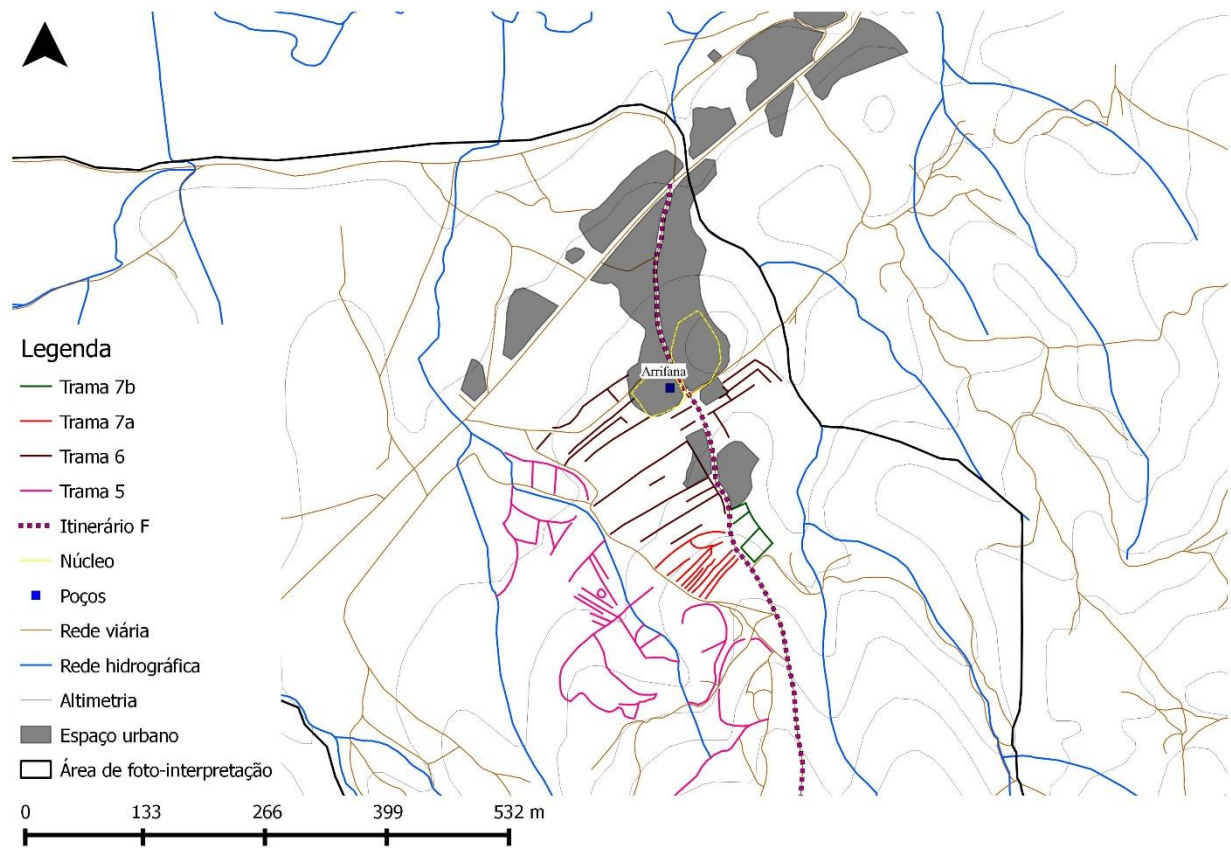 Arrifana
Legenda
Trama 7b
Trama 7a
Trama 6
Trama 5
Itinerário F
Núcleo
Poços
Rede viária
Rede hidrográfica
Altimetria
Espaço urbano
Área de foto-interpretação
0 133 266 399 532 m